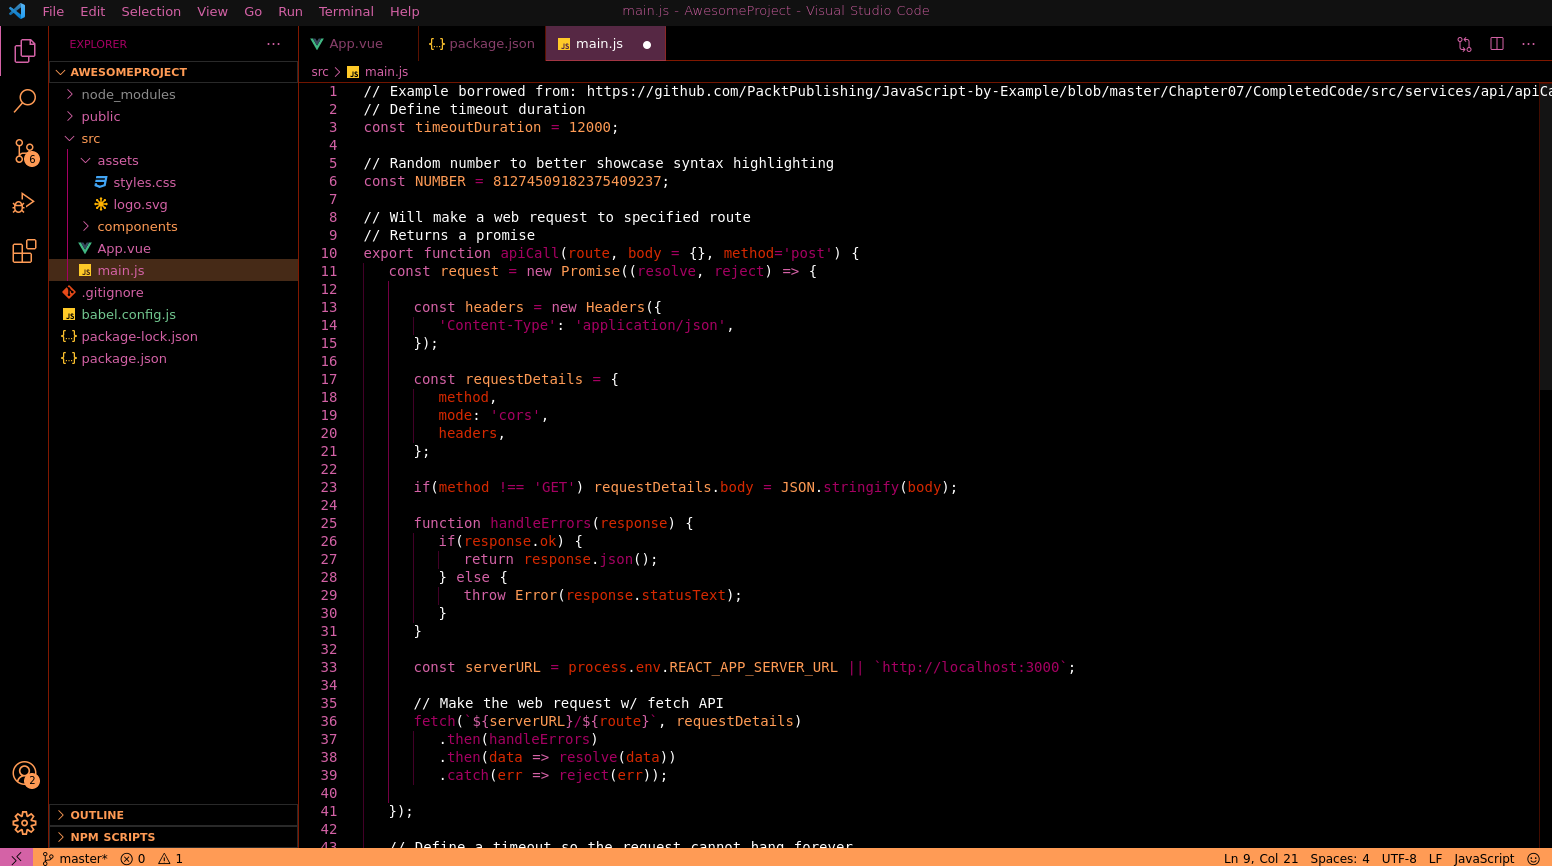 File Edit Selection View Go Run Terminal Help
main.js - AwesomeProject - Visual Studio Code
EXPLORER
App.vue
package.json
main.js
AWESOMEPROJECT
src
main.js
node_modules
public
src
assets
styles.css
logo.svg
components
App.vue
main.js
.gitignore
babel.config.js
package-lock.json
package.json
6
2
OUTLINE
NPM SCRIPTS
1 // Example borrowed from: https://github.com/PacktPublishing/JavaScript-by-Example/blob/master/Chapter07/CompletedCode/src/services/api/apiCa
2 // Define timeout duration
3 const timeoutDuration = 12000;
4
5 // Random number to better showcase syntax highlighting
6 const NUMBER = 81274509182375409237;
7
8 // Will make a web request to specified route
9 // Returns a promise
10 export function apiCall(route, body = {}, method='post') {
11 const request = new Promise((resolve, reject) => {
12
13 const headers = new Headers({
14 'Content-Type': 'application/json',
15 });
16
17 const requestDetails = {
18 method,
19 mode: 'cors',
20 headers,
21 };
22
23 if(method !== 'GET') requestDetails.body = JSON.stringify(body);
24
25 function handleErrors(response) {
26 if(response.ok) {
27 return response.json();
28 } else {
29 throw Error(response.statusText);
30 }
31 }
32
33 const serverURL = process.env.REACT_APP_SERVER_URL || `http://localhost:3000`;
34
35 // Make the web request w/ fetch API
36 fetch(`${serverURL}/${route}`, requestDetails)
37 .then(handleErrors)
38 .then(data => resolve(data))
39 .catch(err => reject(err));
40
41 });
42
43 // Define a timeout so the request cannot hang forever
master* 0 1
Ln 9, Col 21 Spaces: 4 UTF-8 LF JavaScript